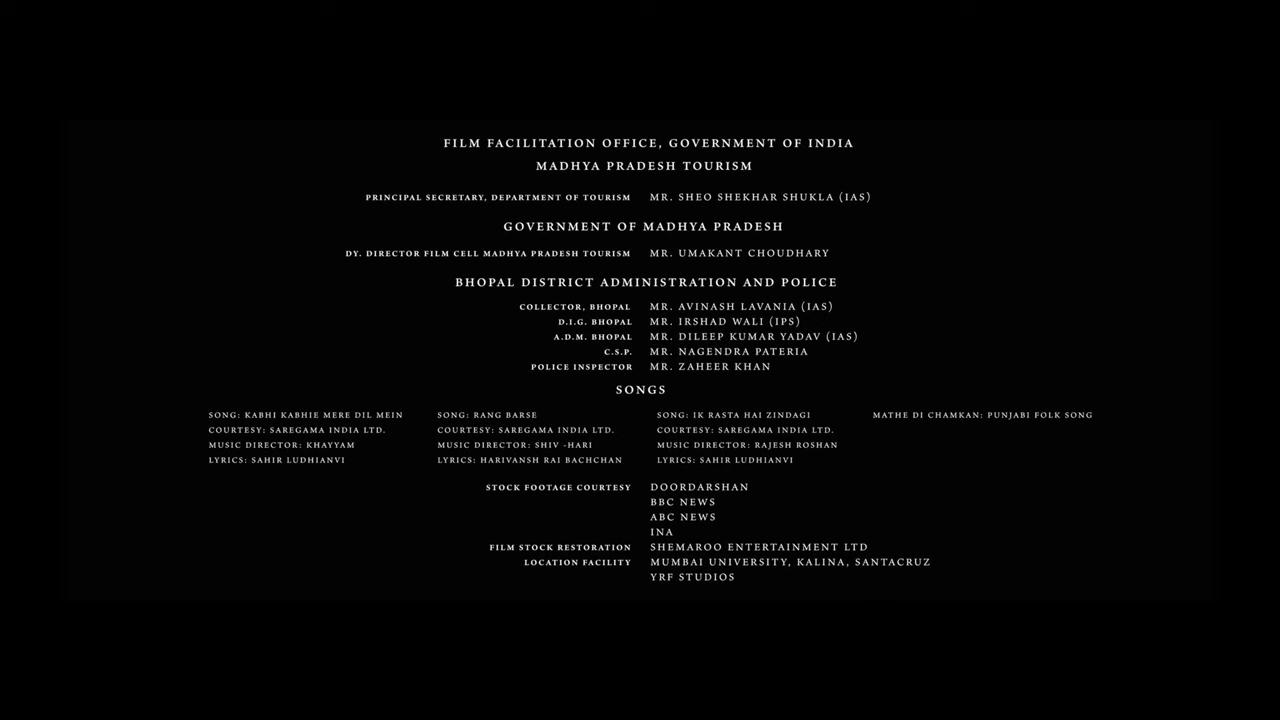 FILM FACILITATION OFFICE, GOVERNMENT OF INDIA
MADHYA PRADESH TOURISM
PRINCIPAL SECRETARY, DEPARTMENT OF TOURISM MR. SHEO SHEKHAR SHUKLA (IAS)
GOVERNMENT OF MADHYA PRADESH
DY. DIRECTOR FILM CELL MADHYA PRADESH TOURISM MR. UMAKANT CHOUDHARY
BHOPAL DISTRICT ADMINISTRATION AND POLICE
COLLECTOR, BHOPAL MR. AVINASH LAVANIA (IAS)
D.I.G. BHOPAL MR. IRSHAD WALI (IPS)
A.D.M. BHOPAL MR. DILEEP KUMAR YADAV (IAS)
C.S.P. MR. NAGENDRA PATERIA
POLICE INSPECTOR MR. ZAHEER KHAN
SONGS
SONG: KABHI KABHIE MERE DIL MEIN
COURTESY: SAREGAMA INDIA LTD.
MUSIC DIRECTOR: KHAYYAM
LYRICS: SAHIR LUDHIANVI
SONG: RANG BARSE
COURTESY: SAREGAMA INDIA LTD.
MUSIC DIRECTOR: SHIV -HARI
LYRICS: HARIVANSH RAI BACHCHAN
SONG: IK RASTA HAI ZINDAGI
COURTESY: SAREGAMA INDIA LTD.
MUSIC DIRECTOR: RAJESH ROSHAN
LYRICS: SAHIR LUDHIANVI
MATHE DI CHAMKAN: PUNJABI FOLK SONG
STOCK FOOTAGE COURTESY DOORDARSHAN
BBC NEWS
ABC NEWS
INA
FILM STOCK RESTORATION SHEMAROO ENTERTAINMENT LTD
LOCATION FACILITY MUMBAI UNIVERSITY, KALINA, SANTACRUZ
YRF STUDIOS